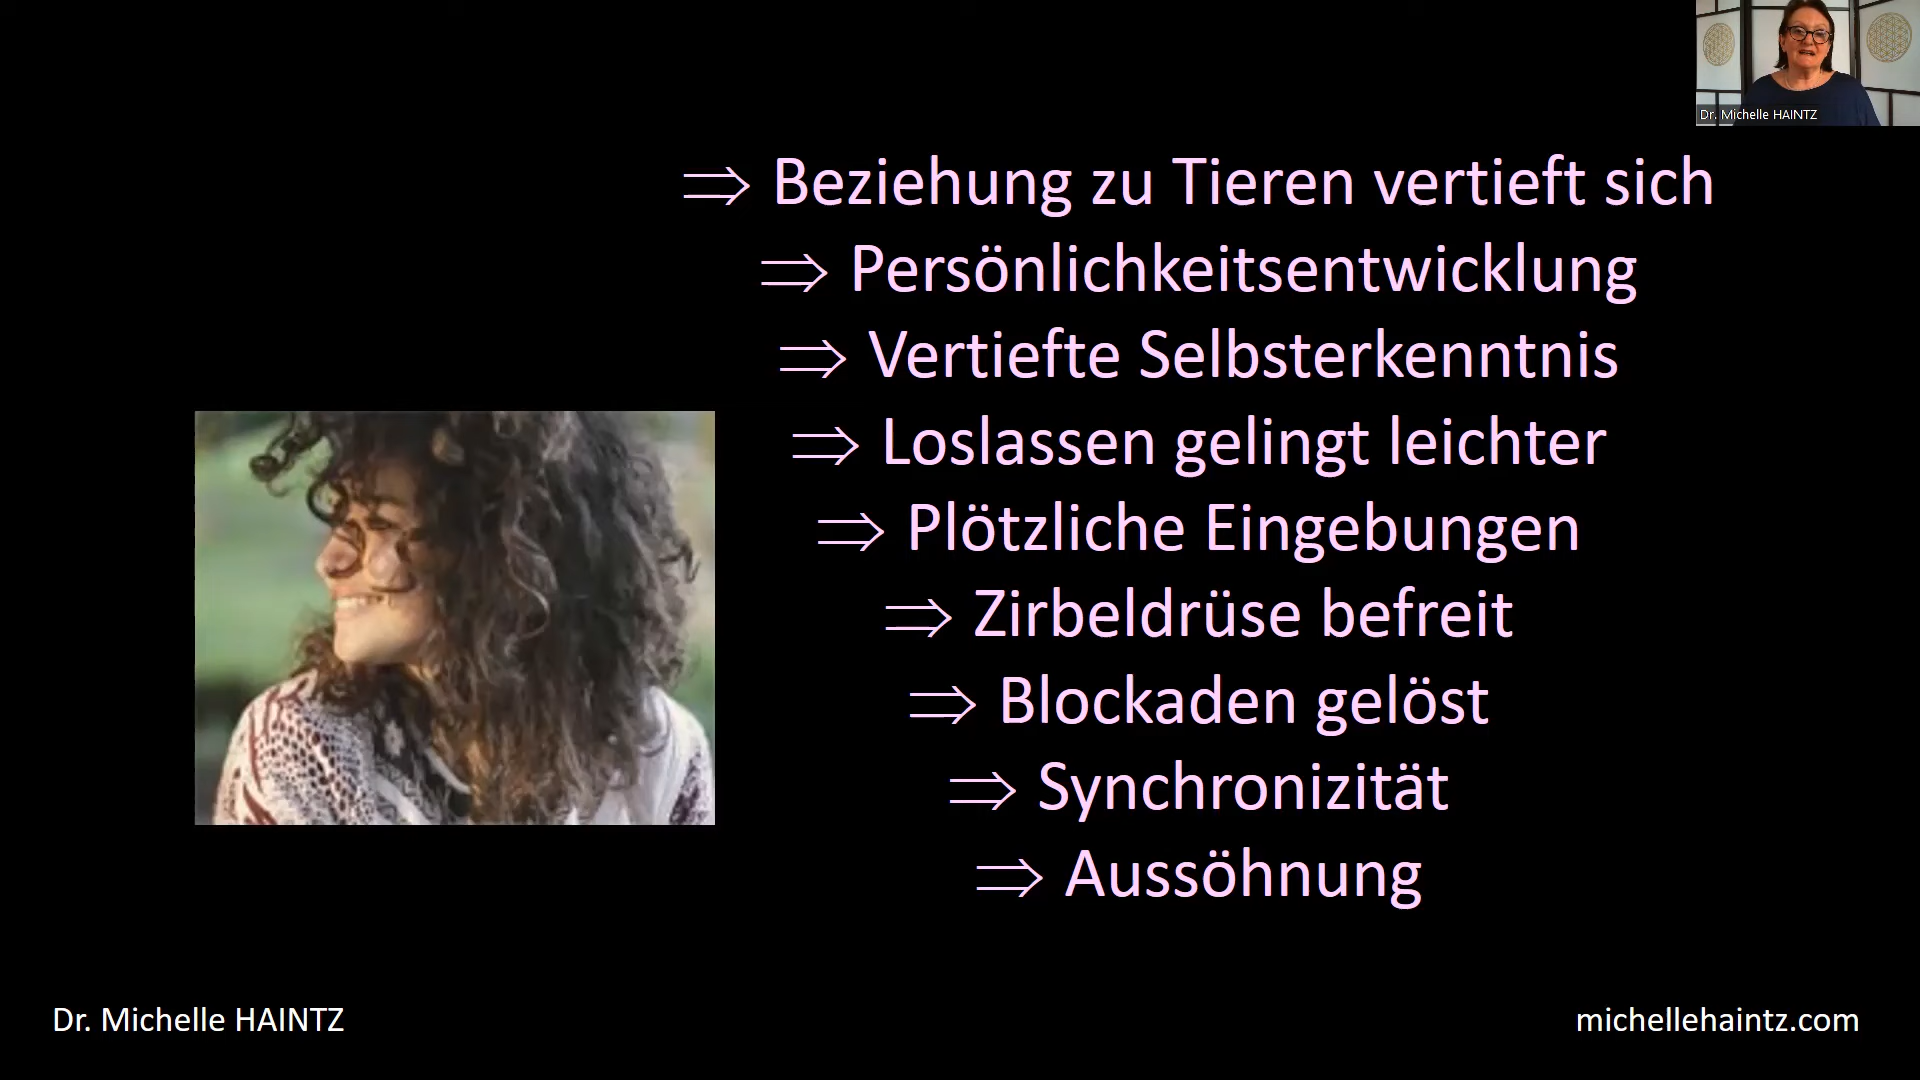 Dr. Michelle HAINTZ
⇒ Beziehung zu Tieren vertieft sich
⇒ Persönlichkeitsentwicklung
⇒ Vertiefte Selbsterkenntnis
⇒ Loslassen gelingt leichter
⇒ Plötzliche Eingebungen
⇒ Zirbeldrüse befreit
⇒ Blockaden gelöst
⇒ Synchronizität
⇒ Aussöhnung
Dr. Michelle HAINTZ
michellehaintz.com